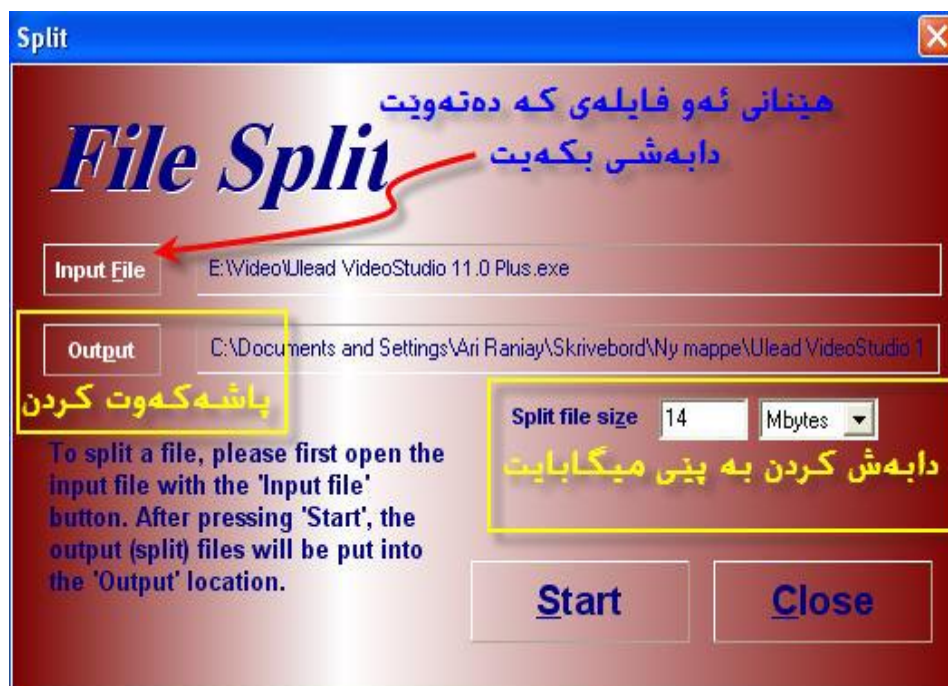 Split
هێنانی ئەو فایلەی کە دەتەوێت
دابەشی بکەیت
File Split
Input File
E:\Video\Ulead VideoStudio 11.0 Plus.exe
Output
C:\Documents and Settings\Ari Raniay\Skrivebord\Ny mappe\Ulead VideoStudio 1
پاشەکەوت کردن
Split file size 14 Mbytes
دابەش کردن بە پێی میگابایت
To split a file, please first open the
input file with the 'Input file'
button. After pressing 'Start', the
output (split) files will be put into
the 'Output' location.
Start
Close